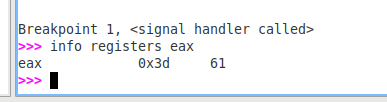 Breakpoint 1, <signal handler called>
>>> info registers eax
eax            0x3d     61
>>>